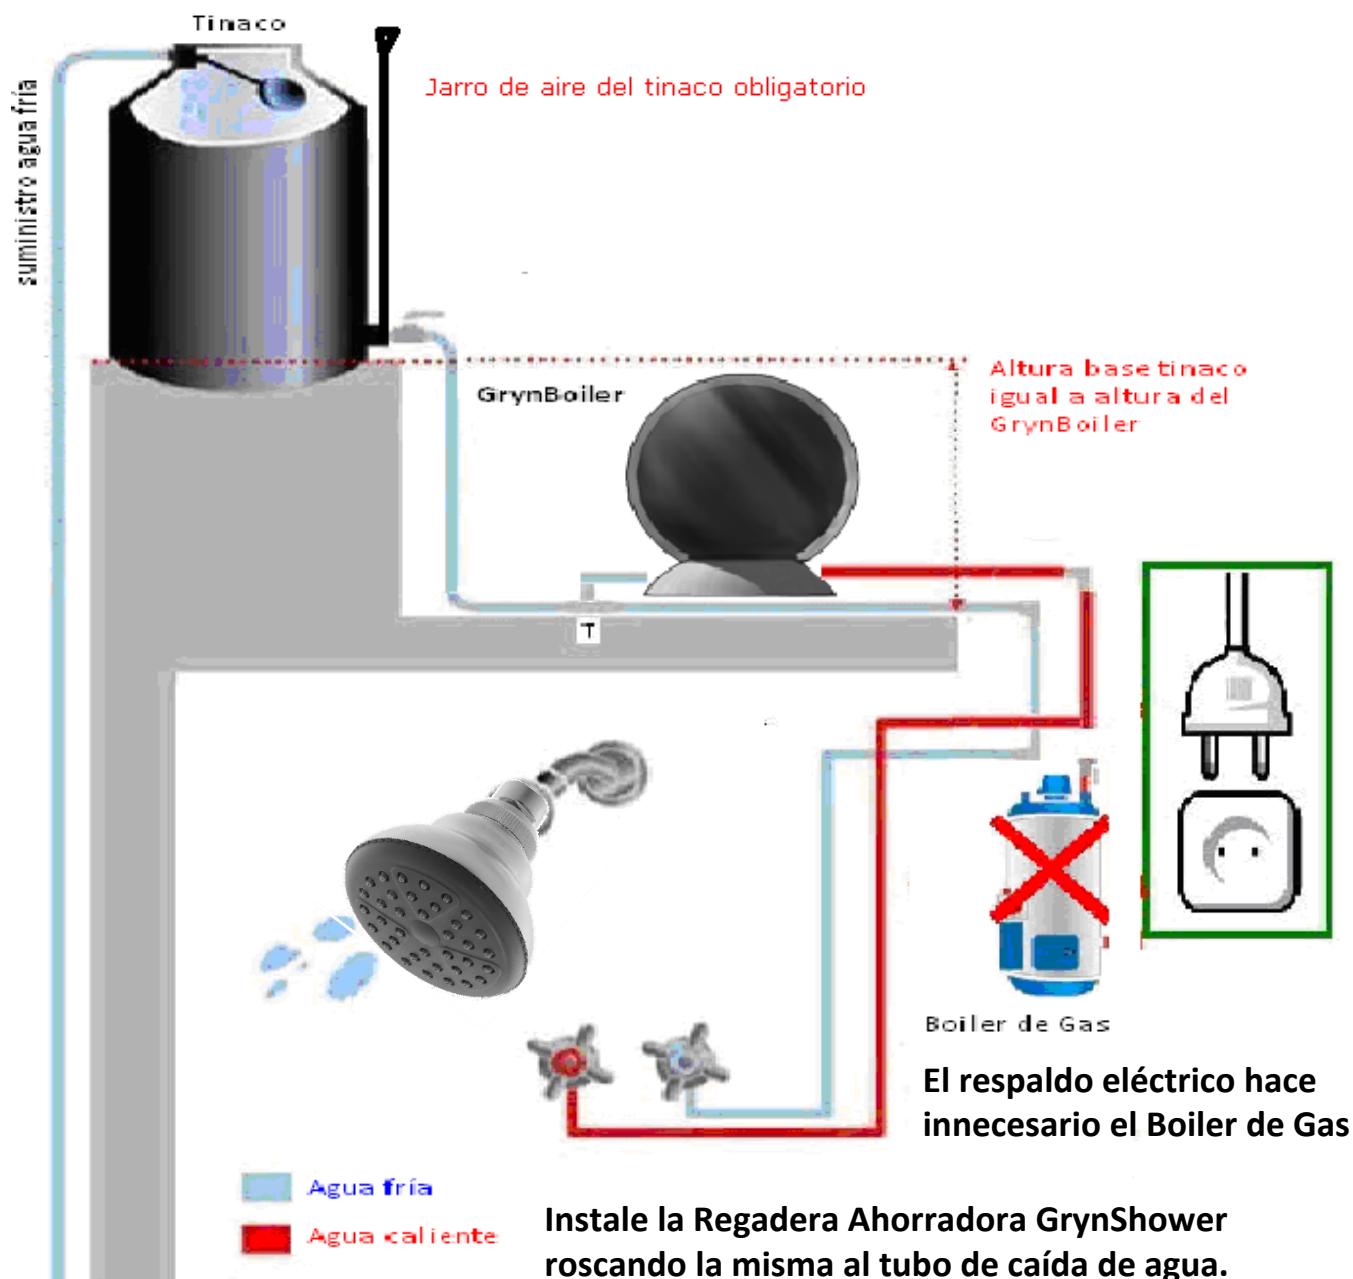 Tinaco
Jarro de aire del tinaco obligatorio
suministro agua fría
GrynBoiler
Altura base tinaco
igual a altura del
GrynBoiler
T
Boiler de Gas
El respaldo eléctrico hace
innecesario el Boiler de Gas
Agua fría
Agua caliente
Instale la Regadera Ahorradora GrynShower
roscando la misma al tubo de caída de agua.